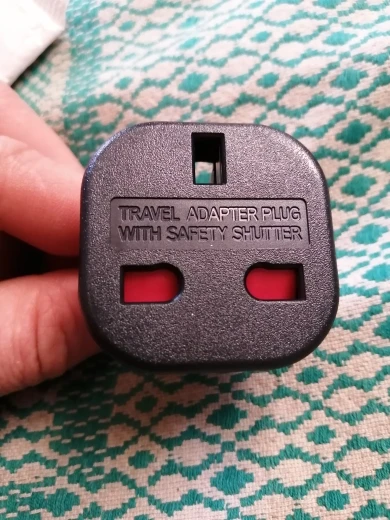 TRAVEL ADAPTER PLUG
WITH SAFETY SHUTTER